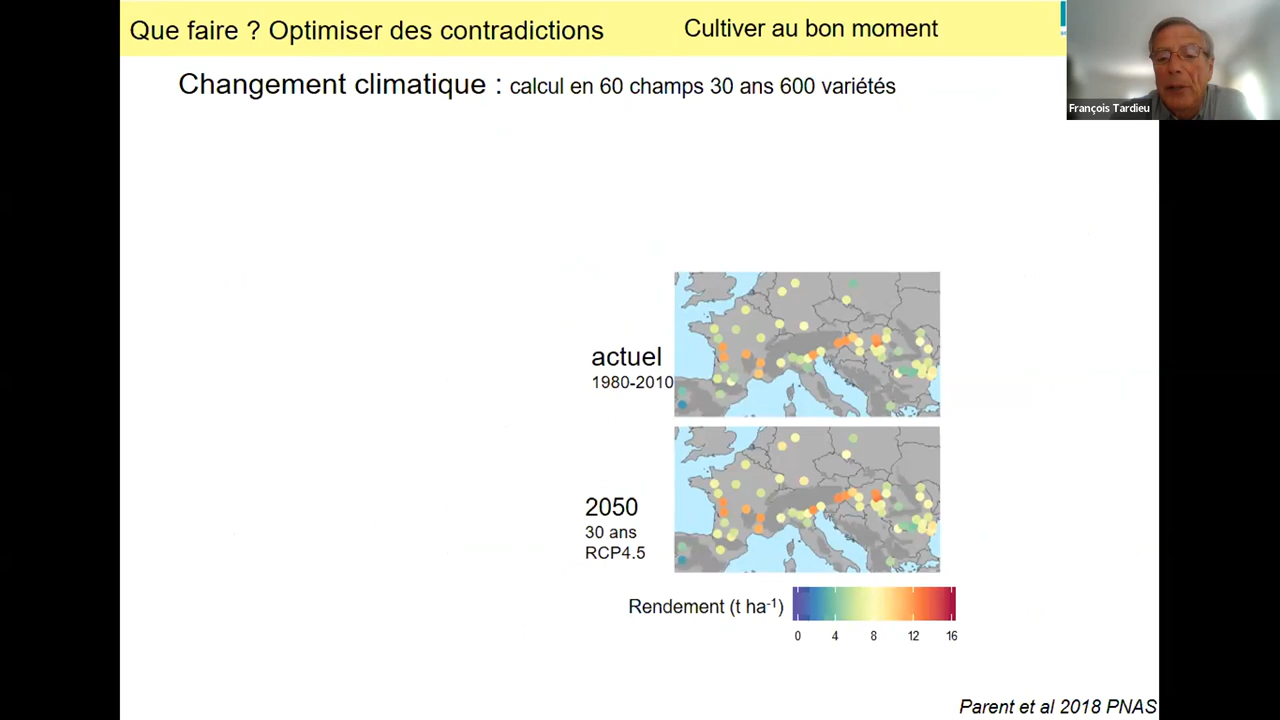 Que faire ? Optimiser des contradictions
Cultiver au bon moment
Changement climatique : calcul en 60 champs 30 ans 600 variétés
François Tardieu
actuel
1980-2010
2050
30 ans
RCP4.5
Rendement (t ha-1)
0 4 8 12 16
Parent et al 2018 PNAS